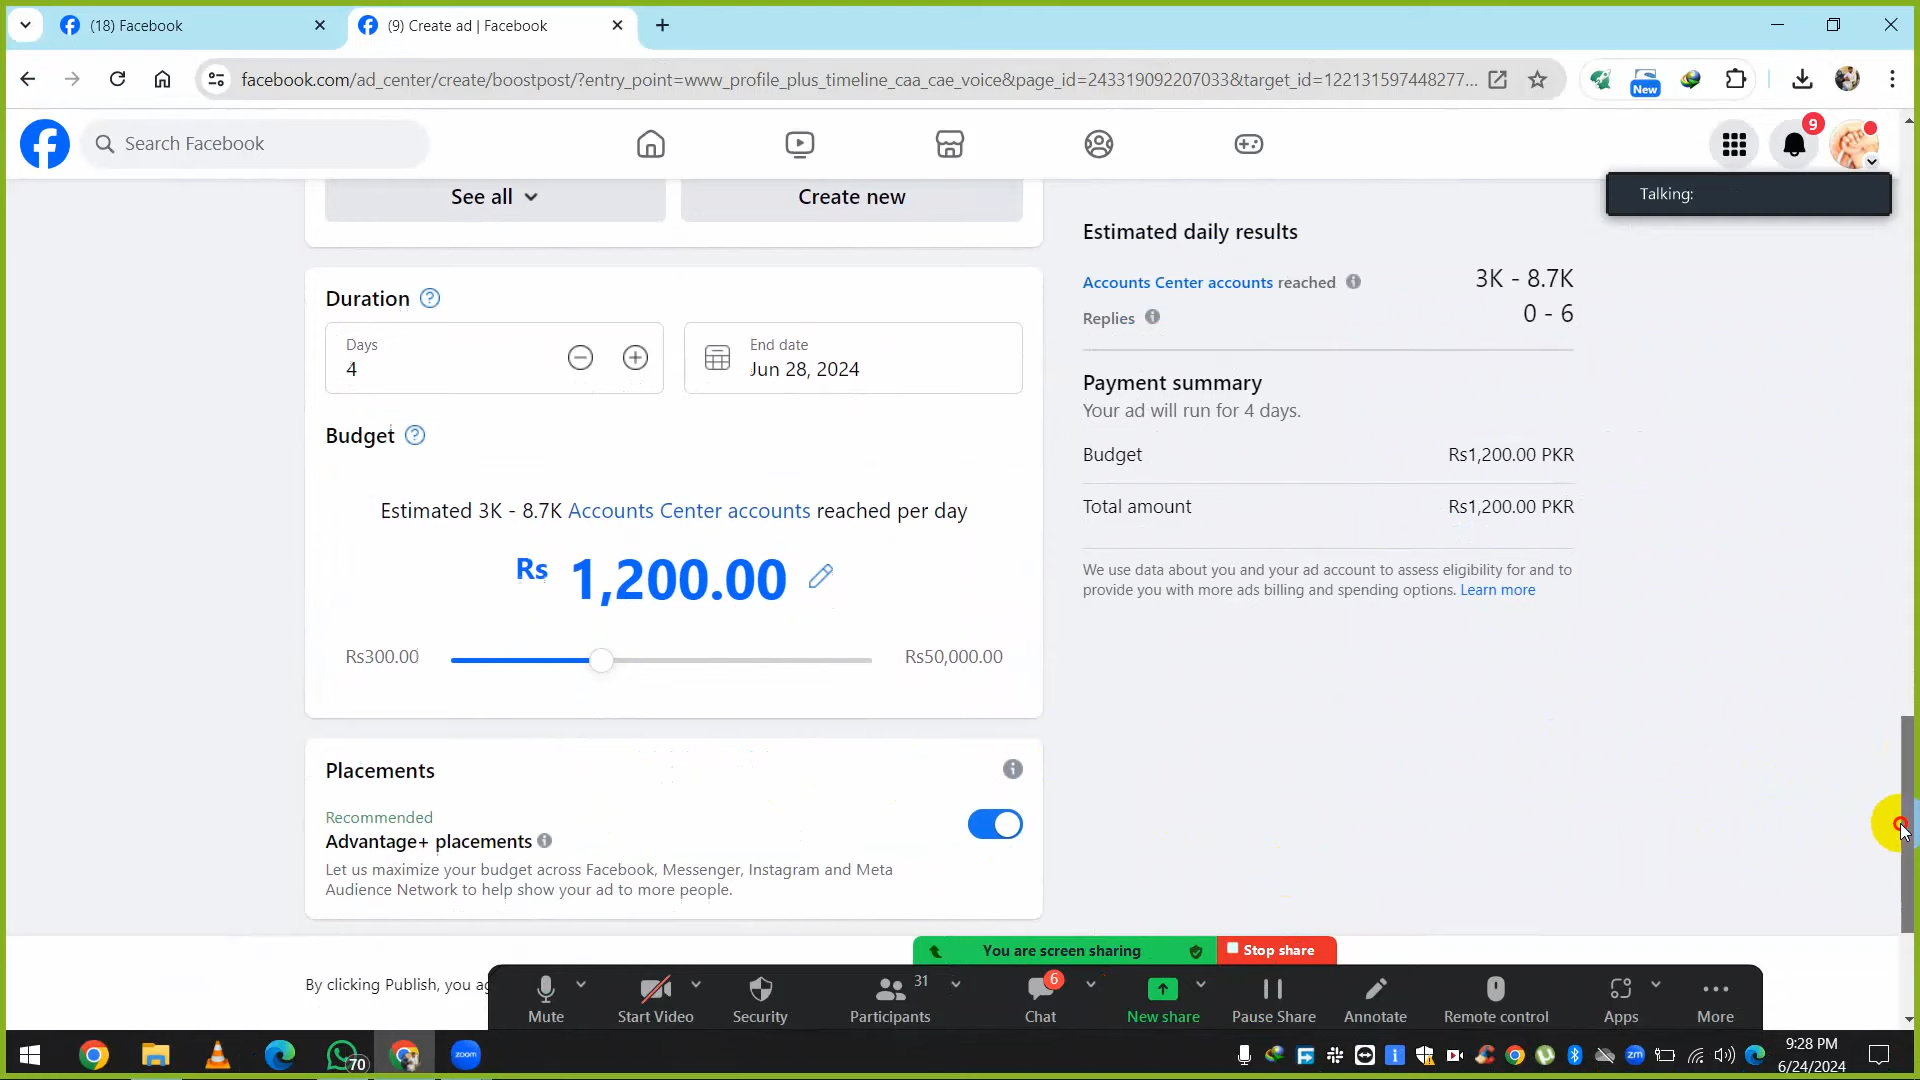 (18) Facebook
(9) Create ad | Facebook
facebook.com/ad_center/create/boostpost/?entry_point=www_profile_plus_timeline_caa_cae_voice&page_id=243319092207033&target_id=122131597448277...
New
Search Facebook
9
Talking:
See all
Create new
Duration
Days
4
End date
Jun 28, 2024
Budget
Estimated 3K - 8.7K Accounts Center accounts reached per day
Rs 1,200.00
Rs300.00
Rs50,000.00
Placements
Recommended
Advantage+ placements
Let us maximize your budget across Facebook, Messenger, Instagram and Meta
Audience Network to help show your ad to more people.
Estimated daily results
Accounts Center accounts reached
3K - 8.7K
Replies
0 - 6
Payment summary
Your ad will run for 4 days.
Budget
Rs1,200.00 PKR
Total amount
Rs1,200.00 PKR
We use data about you and your ad account to assess eligibility for and to
provide you with more ads billing and spending options. Learn more
By clicking Publish, you ag
You are screen sharing
Stop share
Mute
Start Video
Security
31
Participants
6
Chat
New share
Pause Share
Annotate
Remote control
Apps
More
70
zoom
zm
9:28 PM
6/24/2024